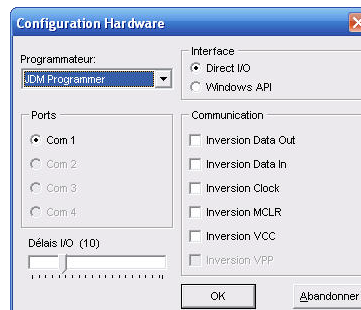 Configuration Hardware
Programmateur:
JDM Programmer
Interface
Direct I/O
Windows API
Ports
Com 1
Com 2
Com 3
Com 4
Communication
Inversion Data Out
Inversion Data In
Inversion Clock
Inversion MCLR
Inversion VCC
Inversion VPP
Délais I/O (10)
OK
Abandonner